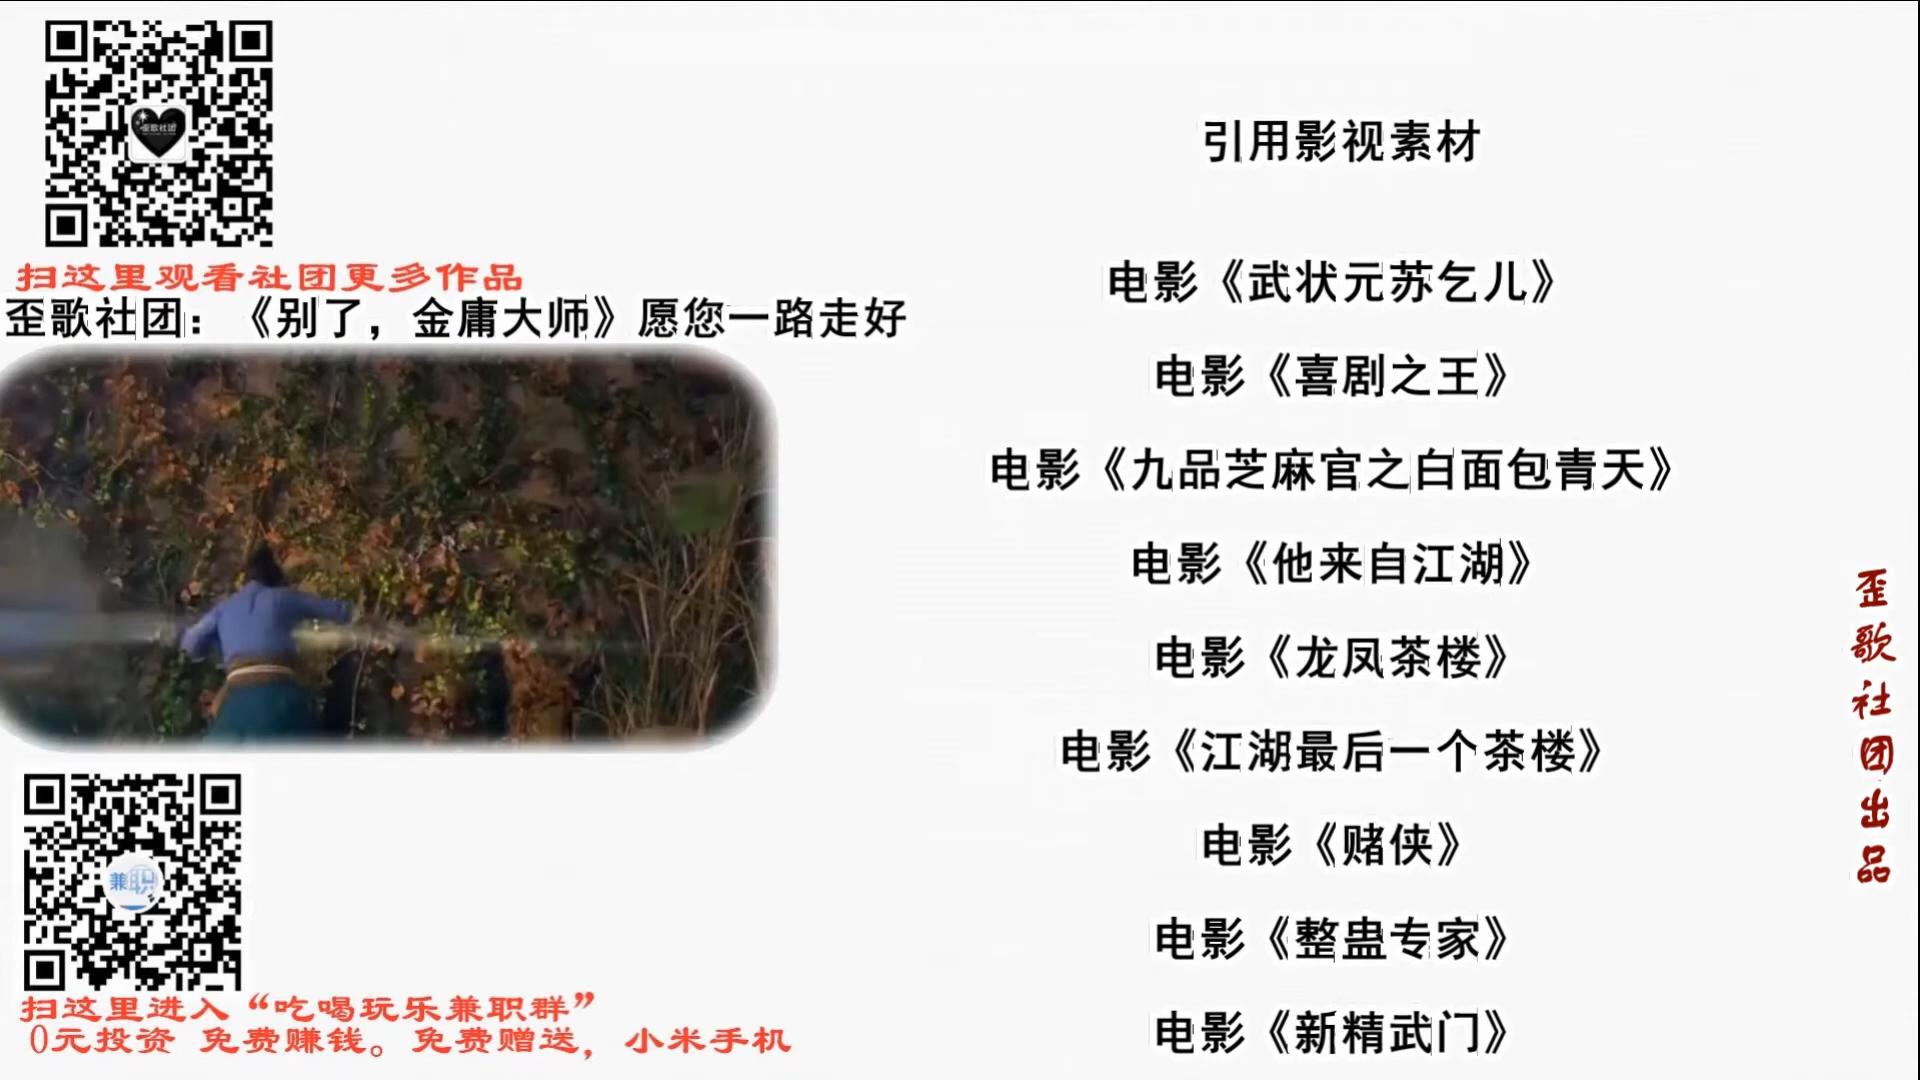 歪歌社团
扫这里观看社团更多作品
歪歌社团：《别了，金庸大师》愿您一路走好
兼职
扫这里进入“吃喝玩乐兼职群”
0元投资 免费赚钱。免费赠送，小米手机
引用影视素材
电影《武状元苏乞儿》
电影《喜剧之王》
电影《九品芝麻官之白面包青天》
电影《他来自江湖》
电影《龙凤茶楼》
电影《江湖最后一个茶楼》
电影《赌侠》
电影《整蛊专家》
电影《新精武门》
歪歌社团出品